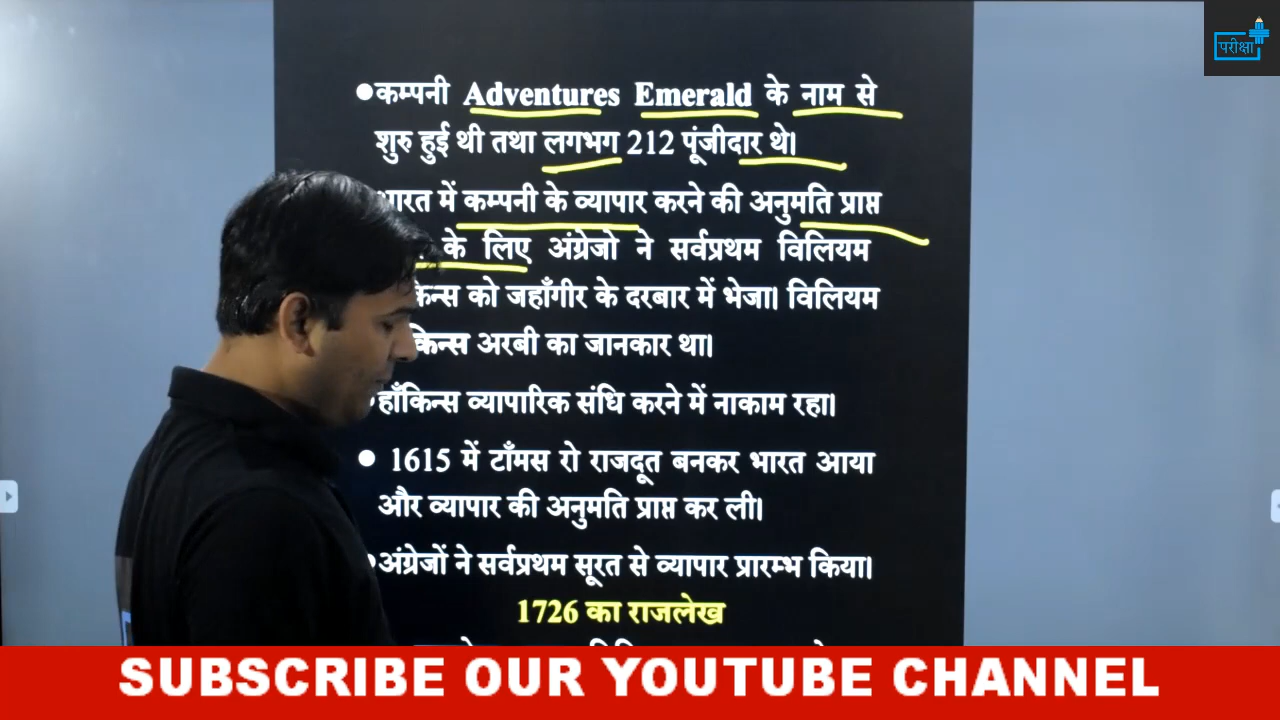 परीक्षा
●कम्पनी Adventures Emerald के नाम से
शुरु हुई थी तथा लगभग 212 पूंजीदार थे।
भारत में कम्पनी के व्यापार करने की अनुमति प्राप्त
के लिए अंग्रेजो ने सर्वप्रथम विलियम
को जहाँगीर के दरबार में भेजा। विलियम
अरबी का जानकार था।
हाँकिन्स व्यापारिक संधि करने में नाकाम रहा।
● 1615 में टाँमस रो राजदूत बनकर भारत आया
और व्यापार की अनुमति प्राप्त कर ली।
●अंग्रेजों ने सर्वप्रथम सूरत से व्यापार प्रारम्भ किया।
1726 का राजलेख
SUBSCRIBE OUR YOUTUBE CHANNEL